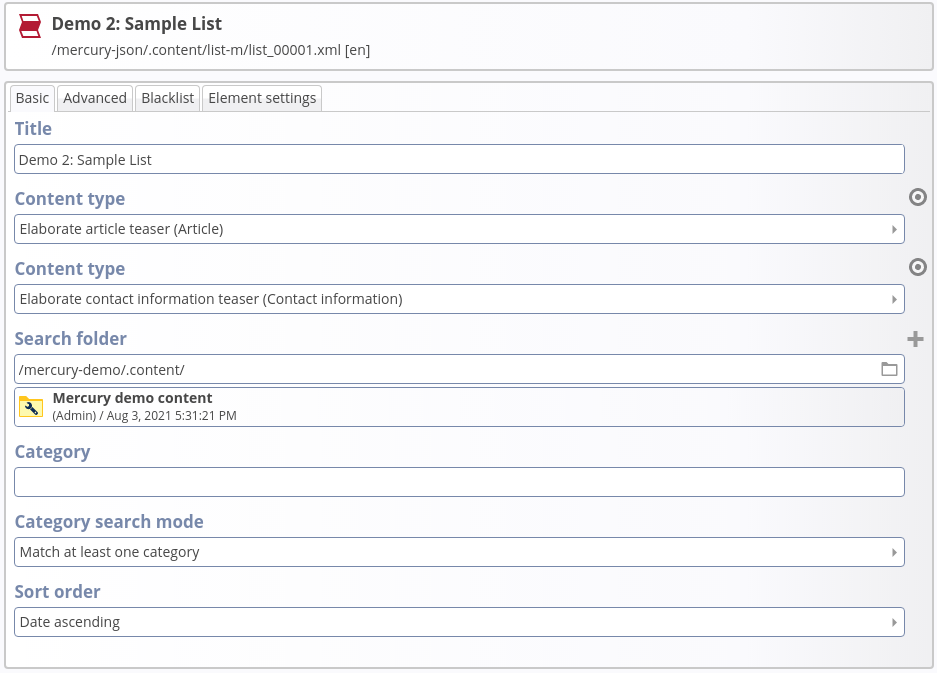 Demo 2: Sample List
/mercury-json/.content/list-m/list_00001.xml [en]
Basic Advanced Blacklist Element settings
Title
Demo 2: Sample List
Content type
Elaborate article teaser (Article)
Content type
Elaborate contact information teaser (Contact information)
Search folder
/mercury-demo/.content/
Mercury demo content
(Admin) / Aug 3, 2021 5:31:21 PM
Category
Category search mode
Match at least one category
Sort order
Date ascending